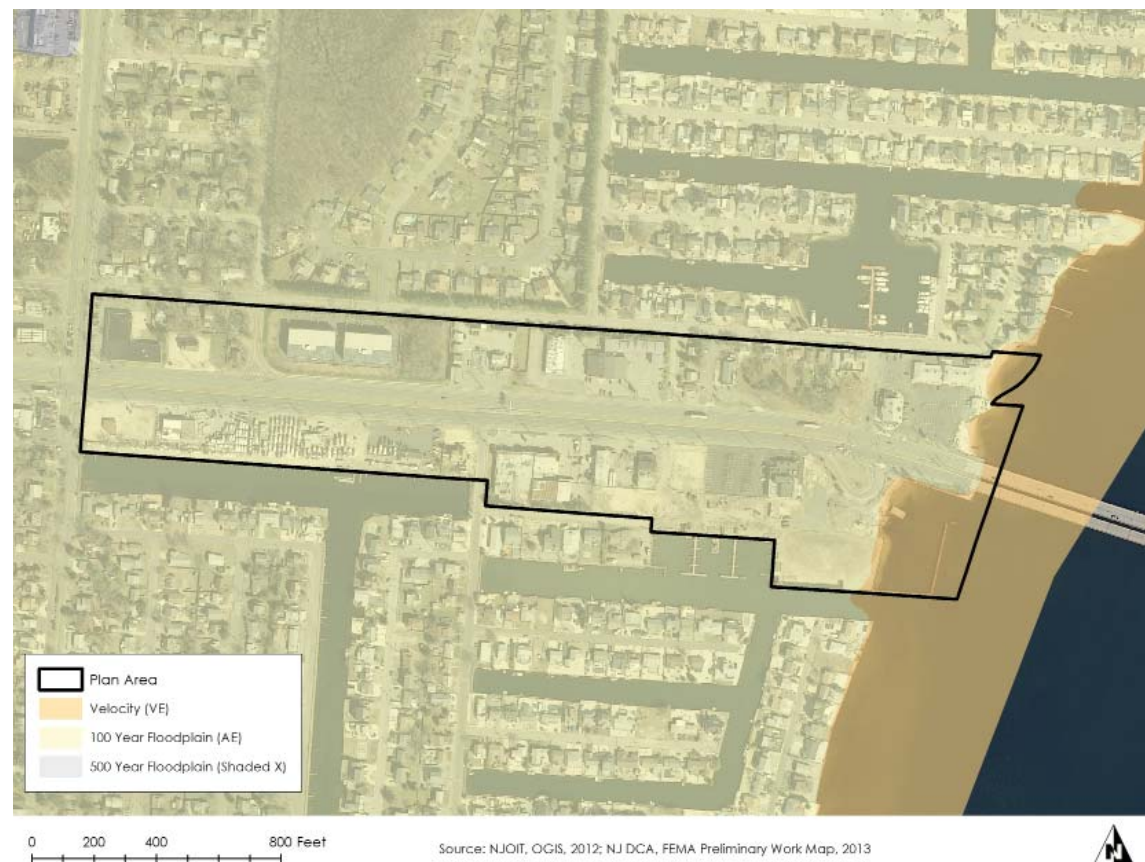 Plan Area
Velocity (VE)
100 Year Floodplain (AE)
500 Year Floodplain (Shaded X)
0 200 400 800 Feet
Source: NJOIT, OGIS, 2012; NJ DCA, FEMA Preliminary Work Map, 2013
N